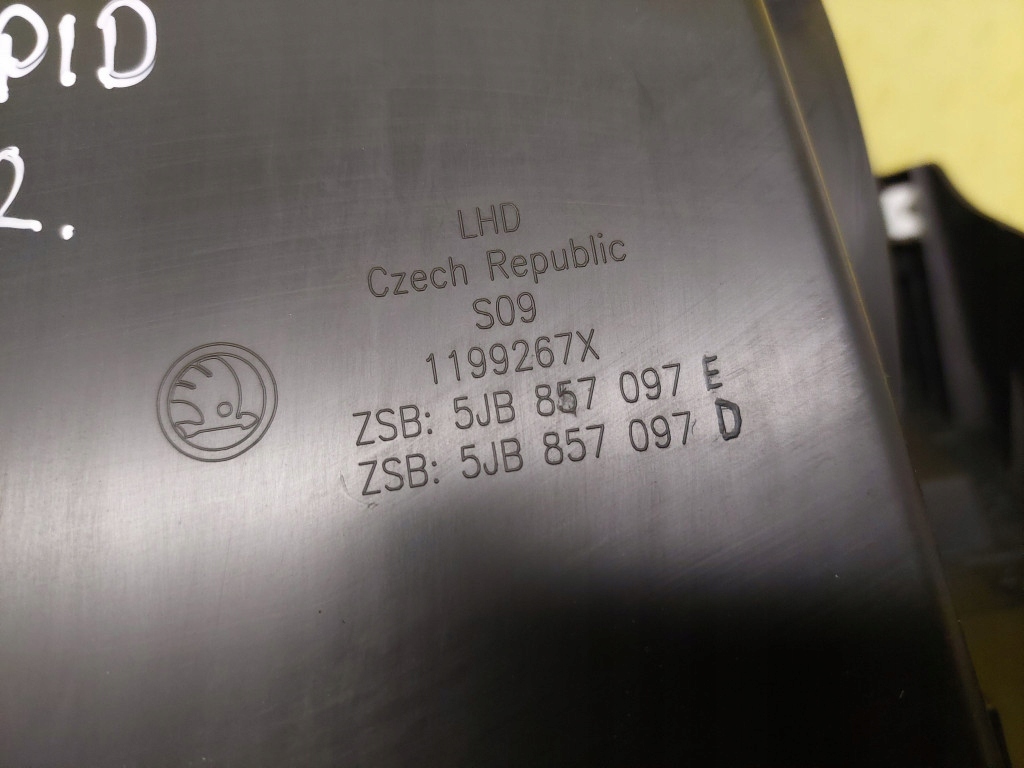 PID
2.
LHD
Czech Republic
S09
1199267X
ZSB: 5JB 857 097 E
ZSB: 5JB 857 097 D